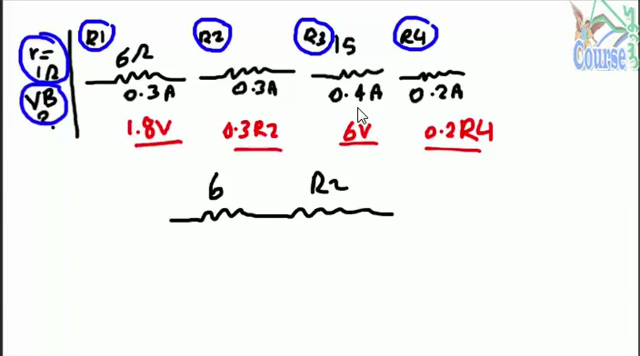 r= R1 R2 R3 15 R4
1Ω 6Ω
VB 0.3A 0.3A 0.4A 0.2A
?
1.8V 0.3R2 6V 0.2R4
6 R2
Course